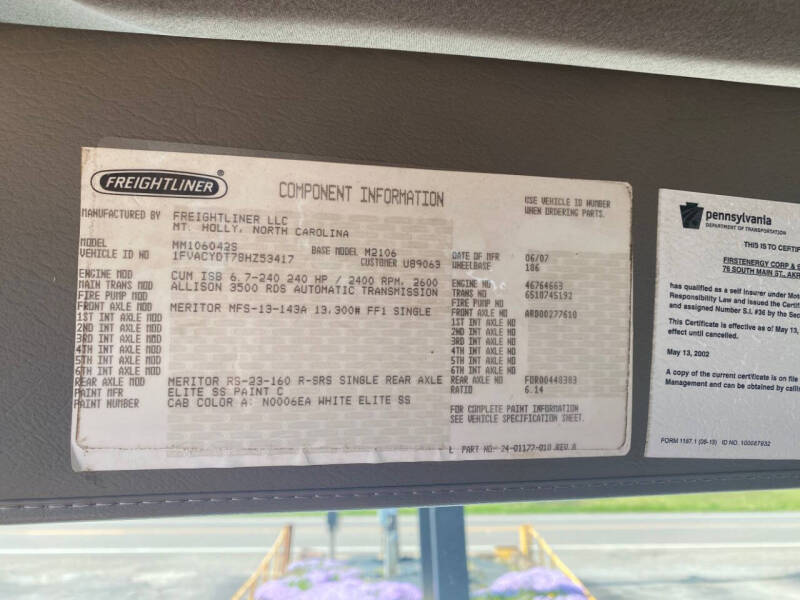 FREIGHTLINER
COMPONENT INFORMATION
USE VEHICLE ID NUMBER
WHEN ORDERING PARTS.
MANUFACTURED BY FREIGHTLINER LLC
MT. HOLLY, NORTH CAROLINA
MODEL MM106042S BASE MODEL M2106 DATE OF MFR 06/07
VEHICLE ID NO 1FVACYDT78HZ53417 CUSTOMER U89063 WHEELBASE 186
ENGINE MOD CUM ISB 6.7-240 240 HP / 2400 RPM, 2600 ENGINE NO 46764663
MAIN TRANS MOD ALLISON 3500 RDS AUTOMATIC TRANSMISSION TRANS NO 6510745192
FIRE PUMP MOD FIRE PUMP NO
FRONT AXLE MOD MERITOR MFS-13-143A 13,300# FF1 SINGLE FRONT AXLE NO ARD00277610
1ST INT AXLE MOD 1ST INT AXLE NO
2ND INT AXLE MOD 2ND INT AXLE NO
3RD INT AXLE MOD 3RD INT AXLE NO
4TH INT AXLE MOD 4TH INT AXLE NO
5TH INT AXLE MOD 5TH INT AXLE NO
6TH INT AXLE MOD 6TH INT AXLE NO
REAR AXLE MOD MERITOR RS-23-160 R-SRS SINGLE REAR AXLE REAR AXLE NO FDR00448383
PAINT MFR ELITE SS PAINT C RATIO 6.14
PAINT NUMBER CAB COLOR A: N0006EA WHITE ELITE SS
FOR COMPLETE PAINT INFORMATION
SEE VEHICLE SPECIFICATION SHEET.
PART NO- 24-01177-010 REV A
pennsylvania
DEPARTMENT OF TRANSPORTATION
THIS IS TO CERTIF
FIRSTENERGY CORP & S
76 SOUTH MAIN ST., AKR
has qualified as a self insurer under Mot
Responsibility Law and issued the Certif
and assigned Number S.I. #36 by the Sec
This Certificate is effective as of May 13,
effect until cancelled.
May 13, 2002
A copy of the current certificate is on file
Management and can be obtained by calli
FORM 1187.1 ID NO. 100067932